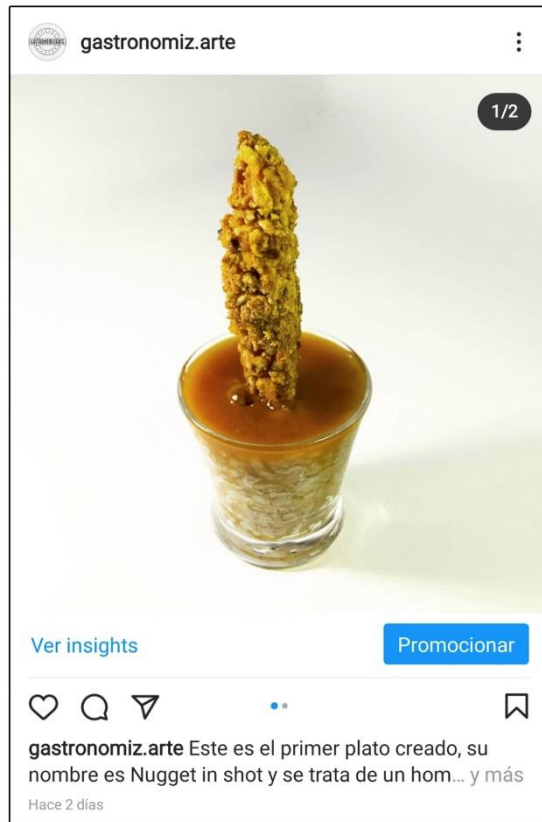 gastronomiz.arte
1/2
Ver insights
Promocionar
gastronomiz.arte Este es el primer plato creado, su
nombre es Nugget in shot y se trata de un hom... y más
Hace 2 días